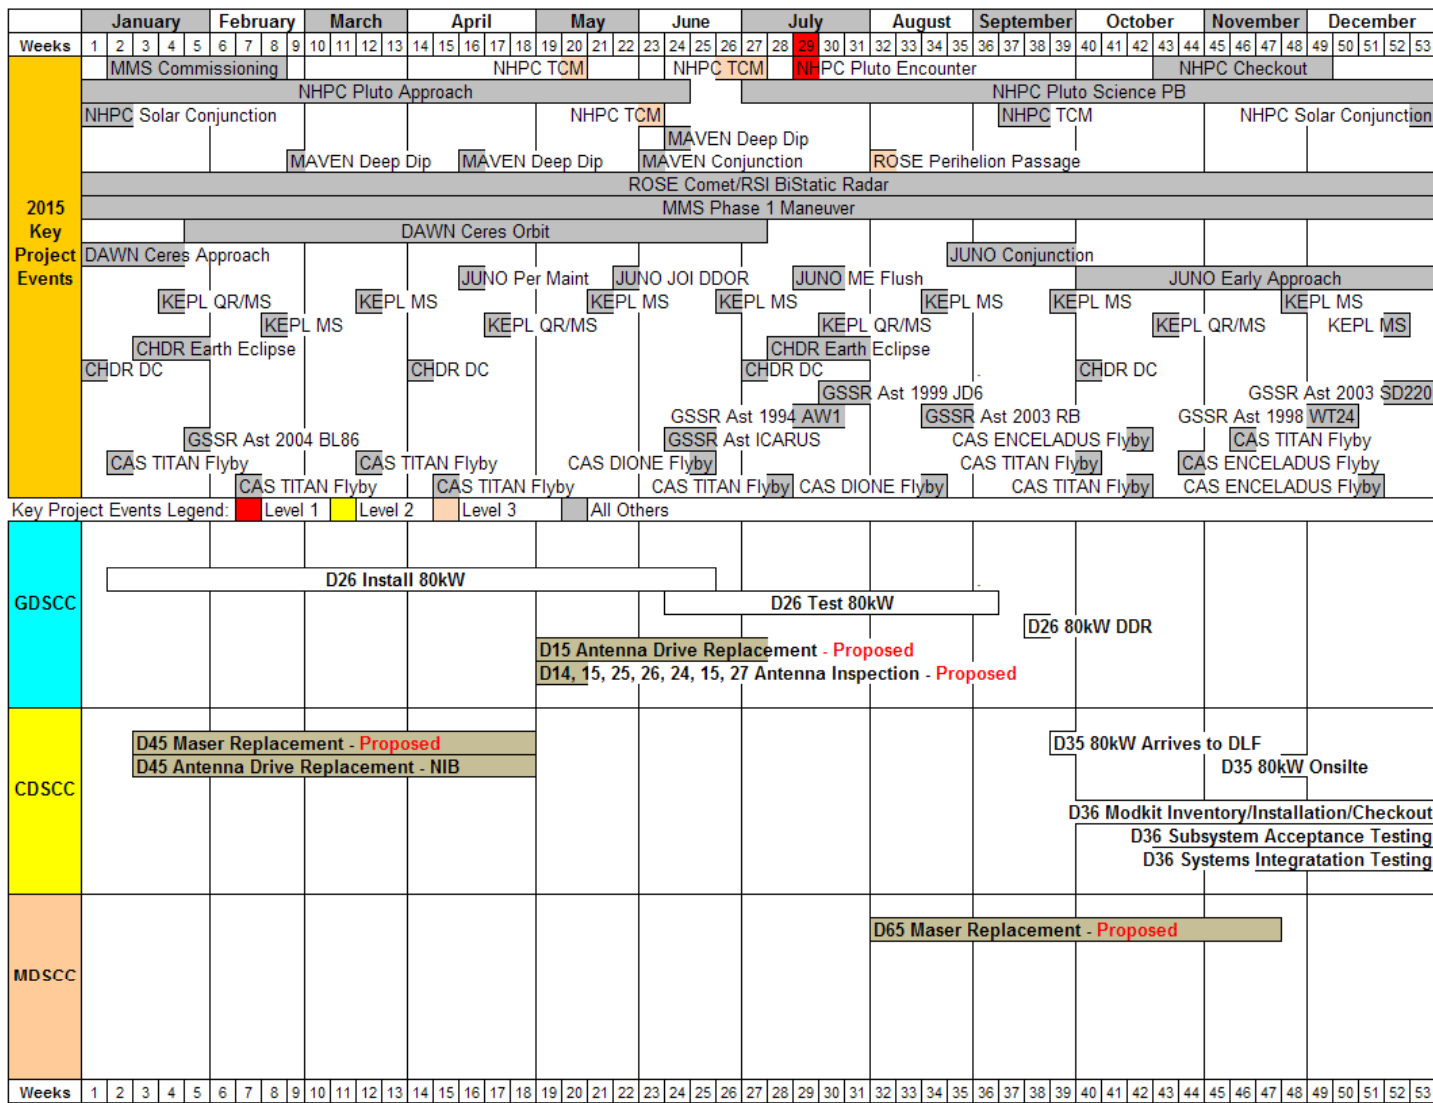 January February March April May June July August September October November December
Weeks 1 2 3 4 5 6 7 8 9 10 11 12 13 14 15 16 17 18 19 20 21 22 23 24 25 26 27 28 29 30 31 32 33 34 35 36 37 38 39 40 41 42 43 44 45 46 47 48 49 50 51 52 53
2015 Key Project Events
MMS Commissioning NHPC TCM NHPC TCM NHPC Pluto Encounter NHPC Checkout
NHPC Pluto Approach NHPC Pluto Science PB
NHPC Solar Conjunction NHPC TCM NHPC TCM NHPC Solar Conjunction
MAVEN Deep Dip
MAVEN Deep Dip MAVEN Deep Dip MAVEN Conjunction ROSE Perihelion Passage
ROSE Comet/RSI BiStatic Radar
MMS Phase 1 Maneuver
DAWN Ceres Orbit
DAWN Ceres Approach JUNO Conjunction
JUNO Per Maint JUNO JOI DDOR JUNO ME Flush JUNO Early Approach
KEPL QR/MS KEPL MS KEPL MS KEPL MS KEPL MS KEPL MS KEPL MS
KEPL MS KEPL QR/MS KEPL QR/MS KEPL QR/MS KEPL MS
CHDR Earth Eclipse CHDR Earth Eclipse
CHDR DC CHDR DC CHDR DC CHDR DC
GSSR Ast 1999 JD6 GSSR Ast 2003 SD220
GSSR Ast 1994 AW1 GSSR Ast 2003 RB GSSR Ast 1998 WT24
GSSR Ast 2004 BL86 GSSR Ast ICARUS CAS ENCELADUS Flyby CAS TITAN Flyby
CAS TITAN Flyby CAS TITAN Flyby CAS DIONE Flyby CAS TITAN Flyby CAS ENCELADUS Flyby
CAS TITAN Flyby CAS TITAN Flyby CAS TITAN Flyby CAS DIONE Flyby CAS TITAN Flyby CAS ENCELADUS Flyby
Key Project Events Legend: Level 1 Level 2 Level 3 All Others
GDSCC
D26 Install 80kW
D26 Test 80kW
D26 80kW DDR
D15 Antenna Drive Replacement - Proposed
D14, 15, 25, 26, 24, 15, 27 Antenna Inspection - Proposed
CDSCC
D45 Maser Replacement - Proposed D35 80kW Arrives to DLF
D45 Antenna Drive Replacement - NIB D35 80kW Onsilte
D36 Modkit Inventory/Installation/Checkout
D36 Subsystem Acceptance Testing
D36 Systems Integratation Testing
MDSCC
D65 Maser Replacement - Proposed
Weeks 1 2 3 4 5 6 7 8 9 10 11 12 13 14 15 16 17 18 19 20 21 22 23 24 25 26 27 28 29 30 31 32 33 34 35 36 37 38 39 40 41 42 43 44 45 46 47 48 49 50 51 52 53